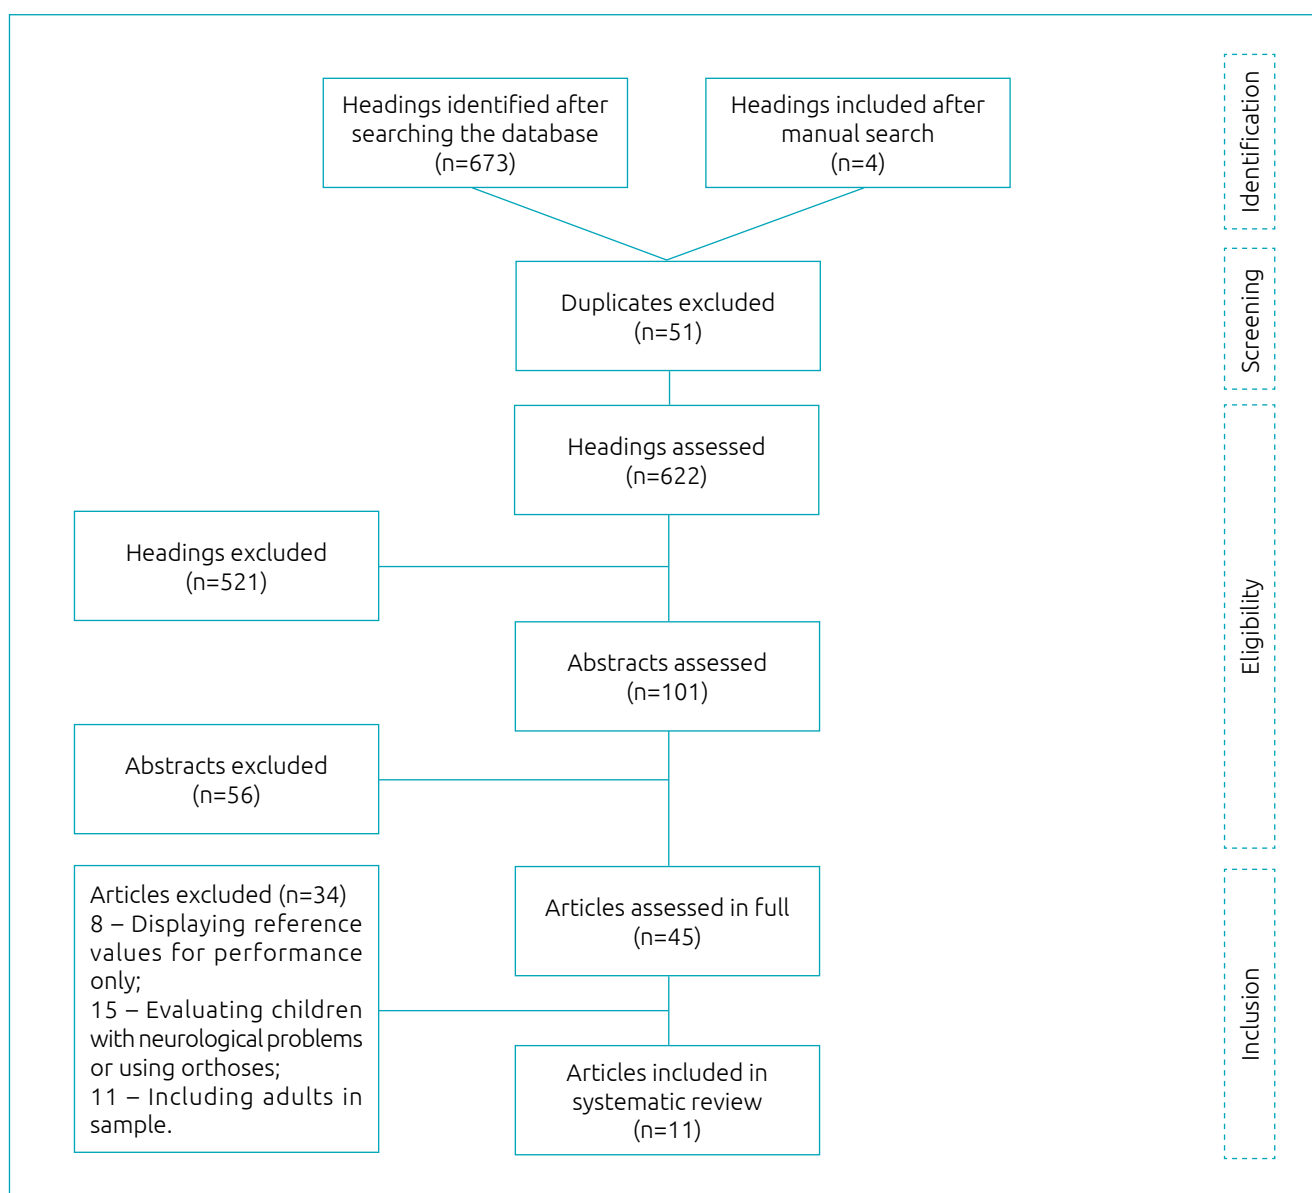 Headings identified after
searching the database
(n=673)
Headings included after
manual search
(n=4)
Identification
Duplicates excluded
(n=51)
Screening
Headings assessed
(n=622)
Headings excluded
(n=521)
Abstracts assessed
(n=101)
Eligibility
Abstracts excluded
(n=56)
Articles assessed in full
(n=45)
Articles excluded (n=34)
8 – Displaying reference
values for performance
only;
15 – Evaluating children
with neurological problems
or using orthoses;
11 – Including adults in
sample.
Articles included in
systematic review
(n=11)
Inclusion